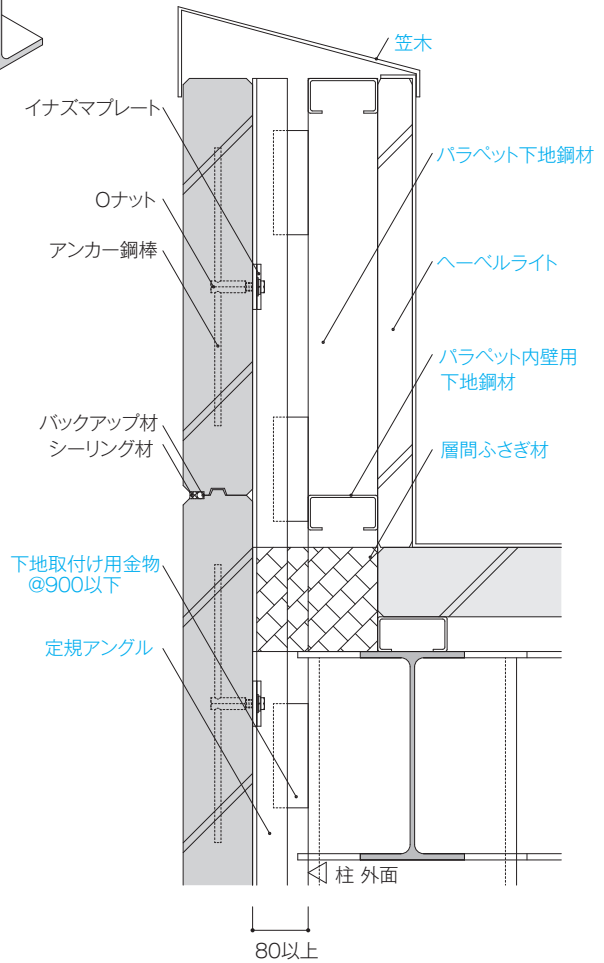 笠木
イナズマプレート
パラペット下地鋼材
Oナット
アンカー鋼棒
ヘーベルライト
パラペット内壁用
下地鋼材
バックアップ材
シーリング材
層間ふさぎ材
下地取付け用金物
@900以下
定規アングル
柱 外面
80以上